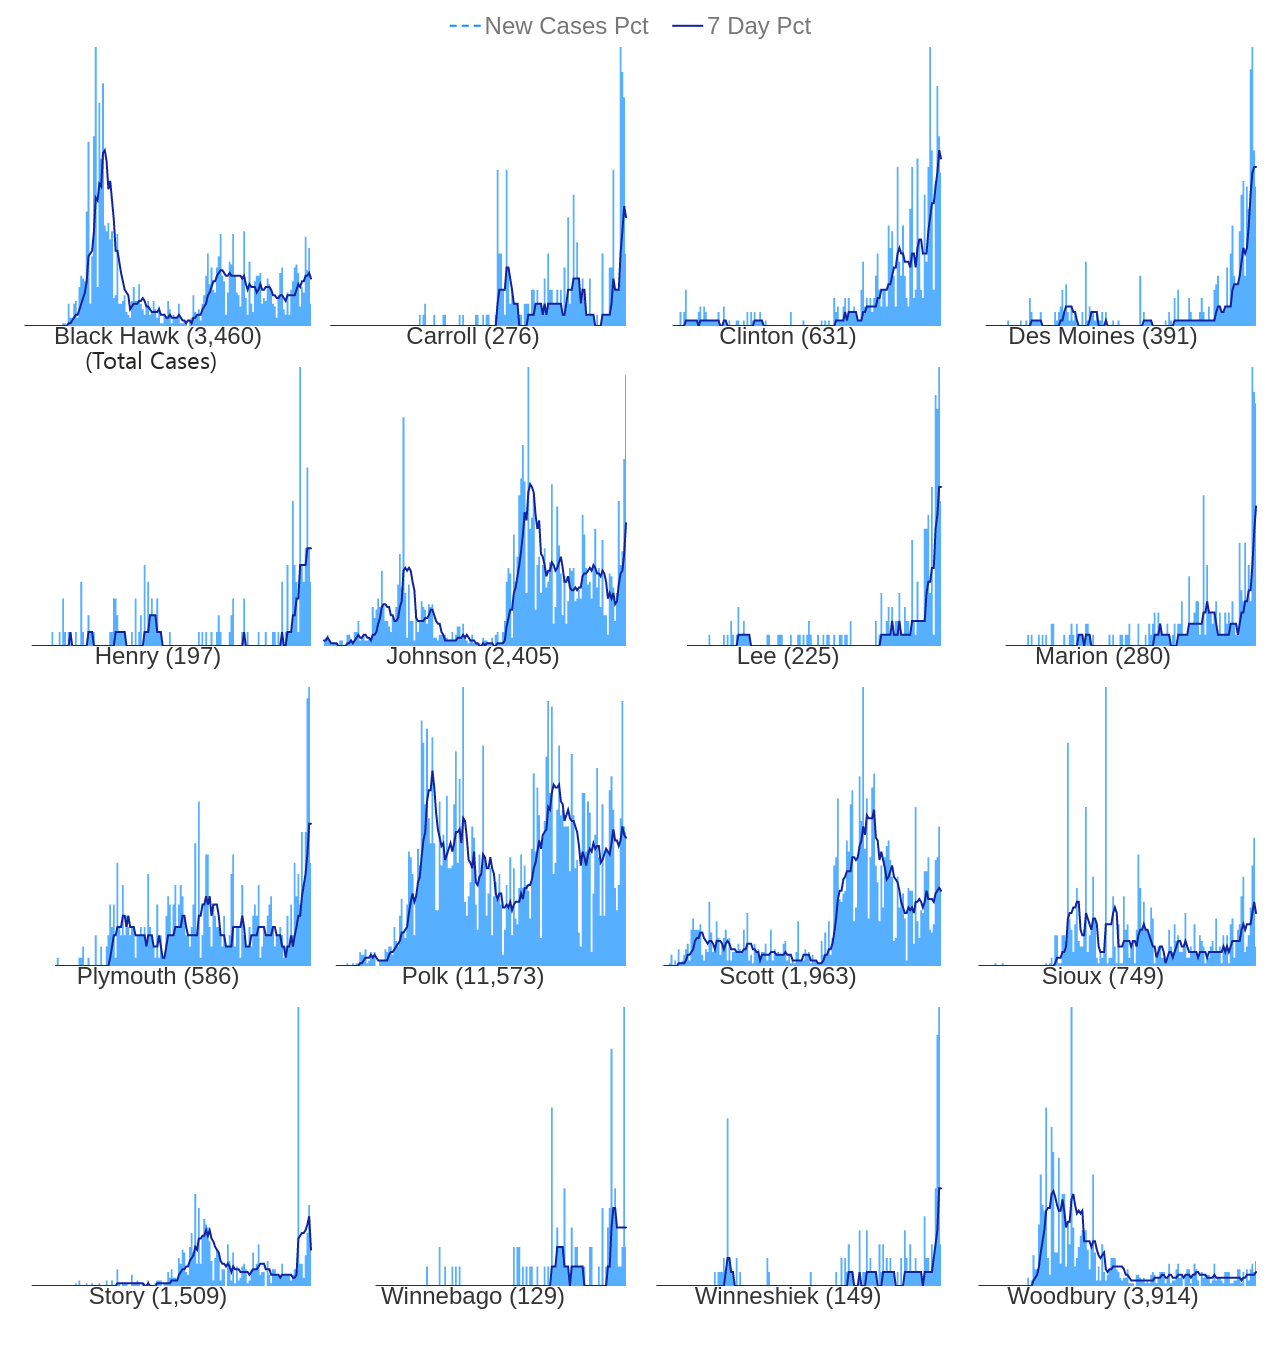 New Cases Pct 7 Day Pct
Black Hawk (3,460) Carroll (276) Clinton (631) Des Moines (391)
(Total Cases)
Henry (197) Johnson (2,405) Lee (225) Marion (280)
Plymouth (586) Polk (11,573) Scott (1,963) Sioux (749)
Story (1,509) Winnebago (129) Winneshiek (149) Woodbury (3,914)